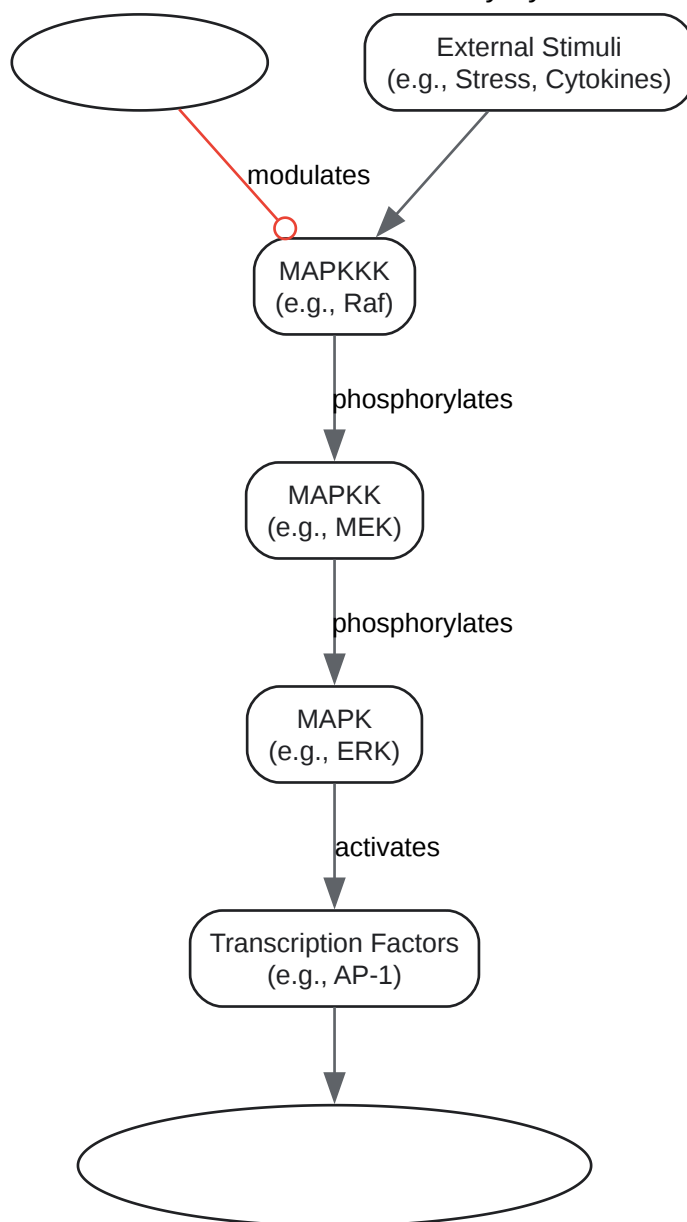 External Stimuli
(e.g., Stress, Cytokines)
modulates
MAPKKK
(e.g., Raf)
phosphorylates
MAPKK
(e.g., MEK)
phosphorylates
MAPK
(e.g., ERK)
activates
Transcription Factors
(e.g., AP-1)